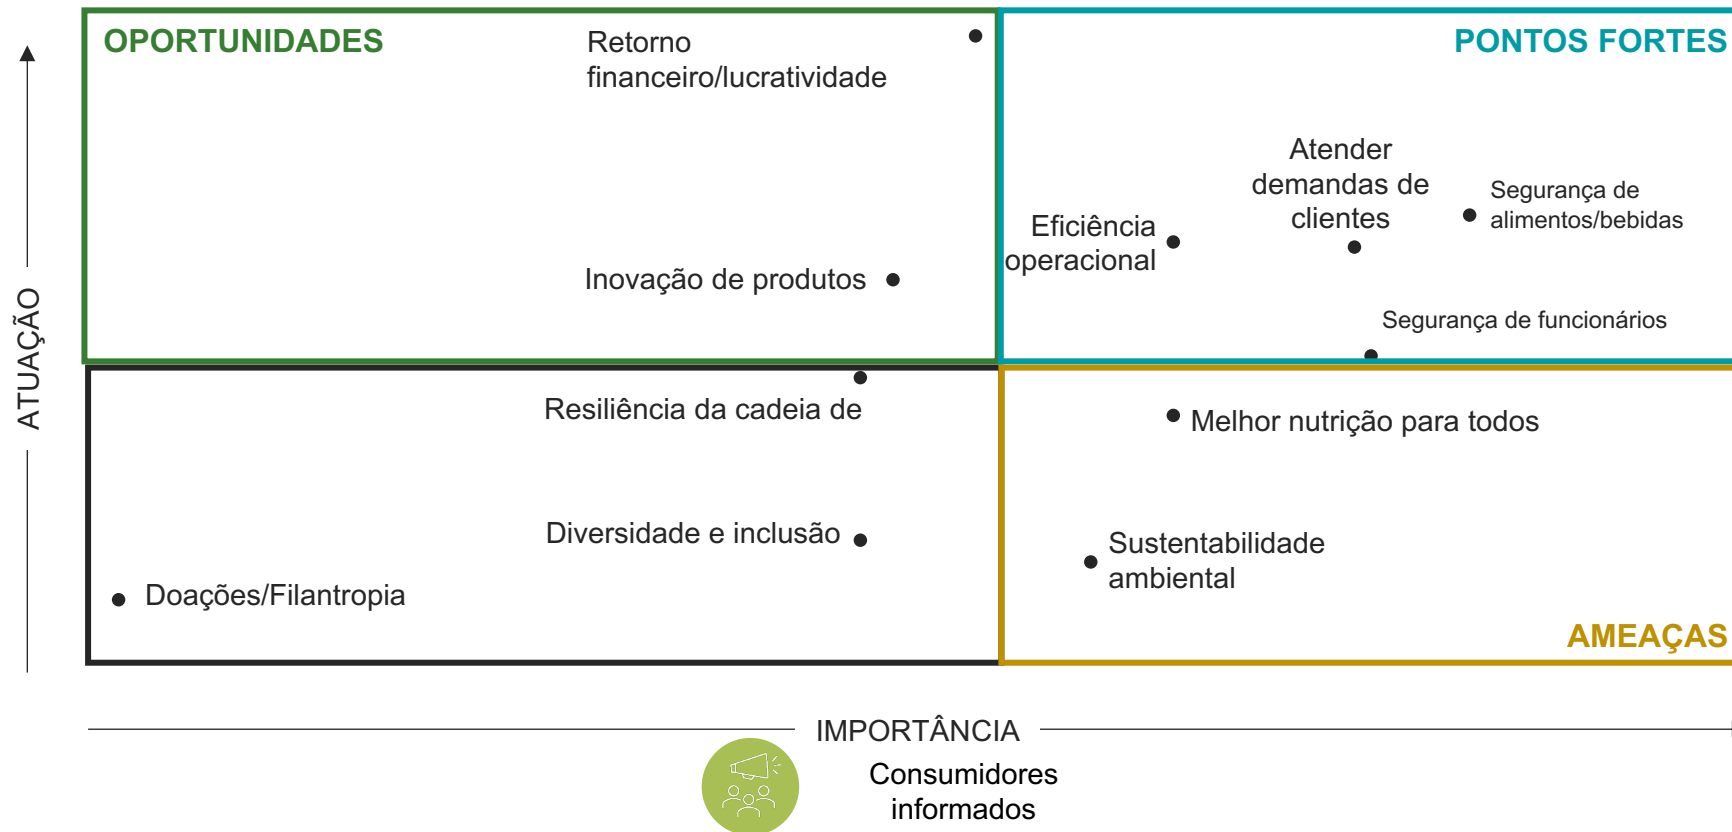 OPORTUNIDADES
Retorno
financeiro/lucratividade
Inovação de produtos
PONTOS FORTES
Atender
demandas de
clientes
Segurança de
alimentos/bebidas
Eficiência
operacional
Segurança de funcionários
ATUAÇÃO
Resiliência da cadeia de
Diversidade e inclusão
Doações/Filantropia
Melhor nutrição para todos
Sustentabilidade
ambiental
AMEAÇAS
IMPORTÂNCIA
Consumidores
informados